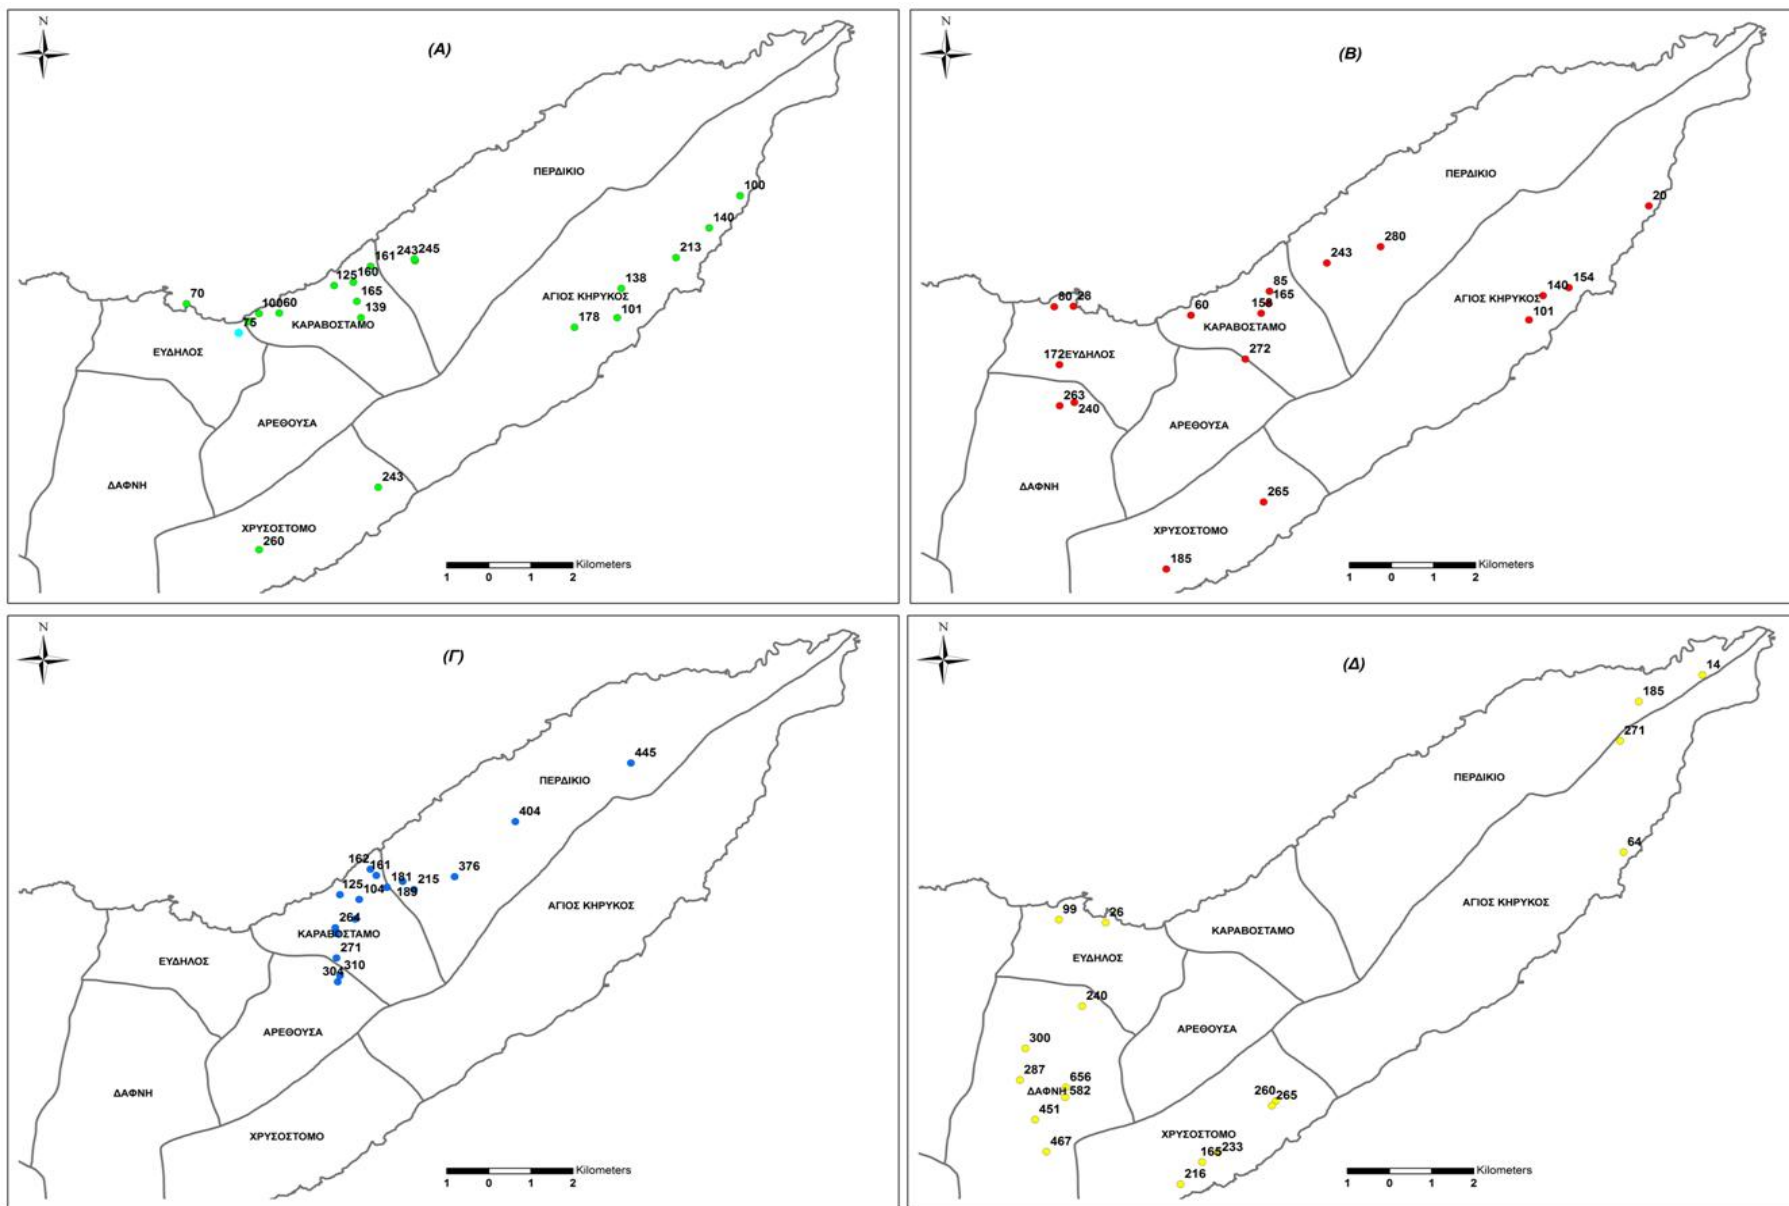 N
(A)
ΠΕΡΔΙΚΙΟ
100
140
213
161 243 245
125 160
165
139
138
ΑΓΙΟΣ ΚΗΡΥΚΟΣ
101
178
70
100 60
75
ΚΑΡΑΒΟΣΤΑΜΟ
ΕΥΔΗΛΟΣ
ΑΡΕΘΟΥΣΑ
ΔΑΦΝΗ
243
ΧΡΥΣΟΣΤΟΜΟ
260
Kilometers
1 0 1 2
N
(B)
ΠΕΡΔΙΚΙΟ
20
243
280
85
165
158
60
80 28
154
140
ΑΓΙΟΣ ΚΗΡΥΚΟΣ
101
ΚΑΡΑΒΟΣΤΑΜΟ
172 ΕΥΔΗΛΟΣ
272
263
240
ΑΡΕΘΟΥΣΑ
ΔΑΦΝΗ
265
ΧΡΥΣΟΣΤΟΜΟ
185
Kilometers
1 0 1 2
N
(Γ)
445
ΠΕΡΔΙΚΙΟ
404
162 161
181 215
376
125 104
189
ΑΓΙΟΣ ΚΗΡΥΚΟΣ
264
ΚΑΡΑΒΟΣΤΑΜΟ
271
304 310
ΕΥΔΗΛΟΣ
ΑΡΕΘΟΥΣΑ
ΔΑΦΝΗ
ΧΡΥΣΟΣΤΟΜΟ
Kilometers
1 0 1 2
N
(Δ)
14
185
271
ΠΕΡΔΙΚΙΟ
64
ΑΓΙΟΣ ΚΗΡΥΚΟΣ
99 26
ΚΑΡΑΒΟΣΤΑΜΟ
ΕΥΔΗΛΟΣ
240
ΑΡΕΘΟΥΣΑ
300
287
656
ΔΑΦΝΗ 582
451
467
260 265
ΧΡΥΣΟΣΤΟΜΟ
165 233
216
Kilometers
1 0 1 2